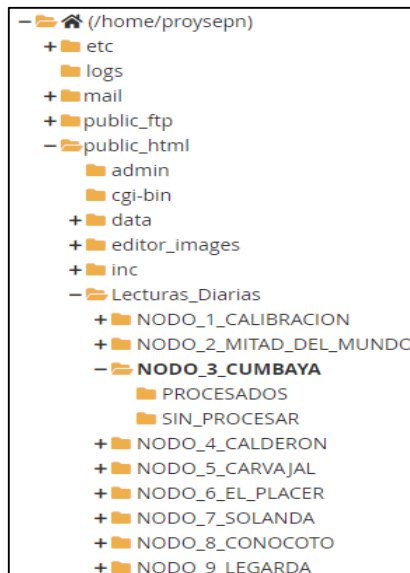 (/home/proysepn)
etc
logs
mail
public_ftp
public_html
admin
cgi-bin
data
editor_images
inc
Lecturas_Diarias
NODO_1_CALIBRACION
NODO_2_MITAD_DEL_MUNDO
NODO_3_CUMBAYA
PROCESADOS
SIN_PROCESAR
NODO_4_CALDERON
NODO_5_CARVAJAL
NODO_6_EL_PLACER
NODO_7_SOLANDA
NODO_8_CONOCOTO
NODO_9_LEGARDA